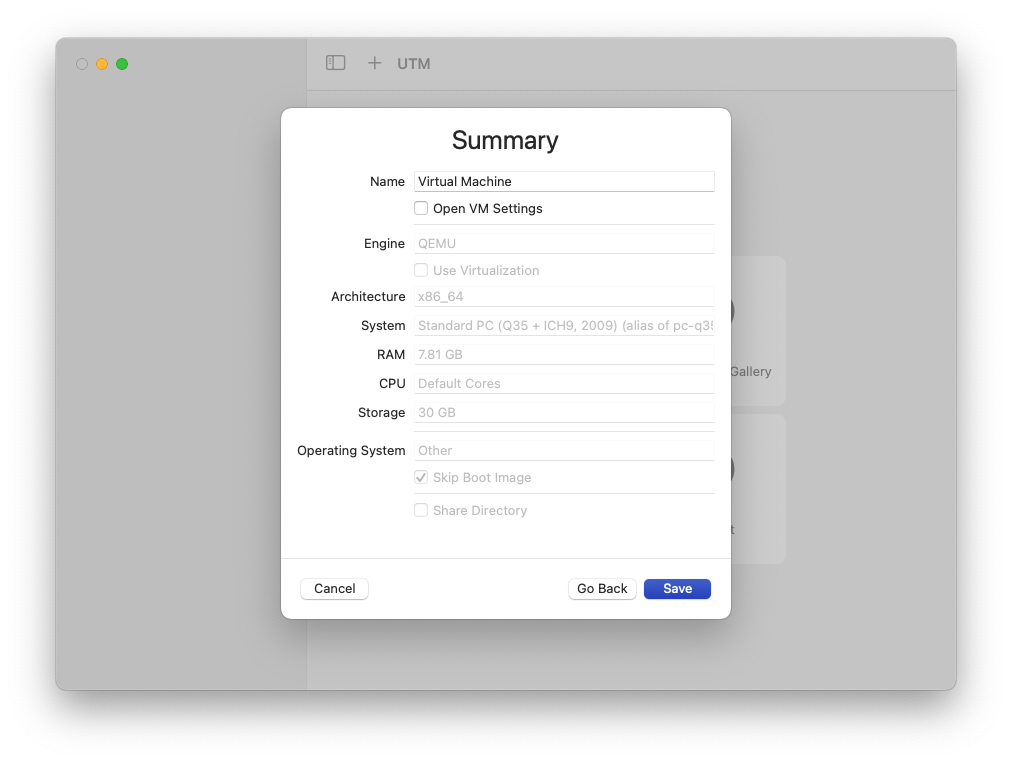 UTM
Summary
Name Virtual Machine
Open VM Settings
Engine QEMU
Use Virtualization
Architecture x86_64
System Standard PC (Q35 + ICH9, 2009) (alias of pc-q35
RAM 7.81 GB
CPU Default Cores
Gallery
Storage 30 GB
Operating System Other
Skip Boot Image
Share Directory
Cancel Go Back Save